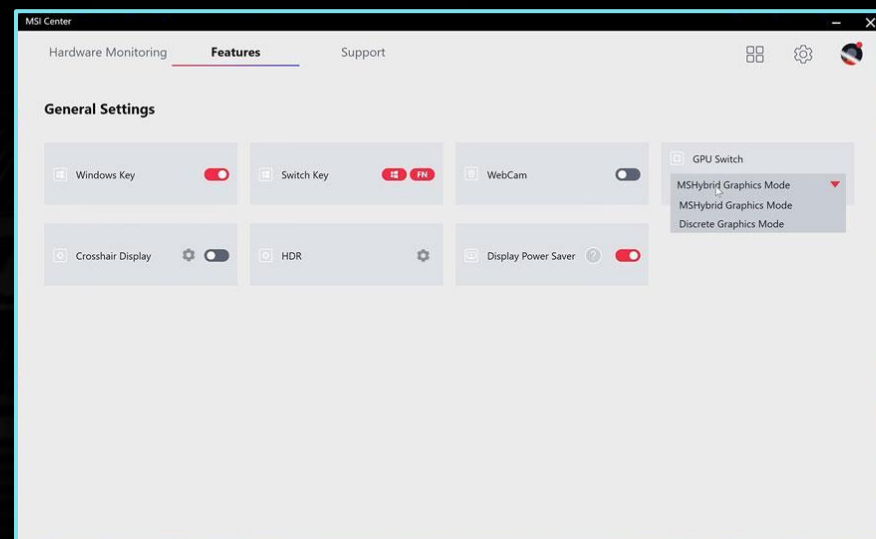 MSI Center
Hardware Monitoring
Features
Support
General Settings
Windows Key
Switch Key
FN
WebCam
GPU Switch
MSHybrid Graphics Mode
MSHybrid Graphics Mode
Discrete Graphics Mode
Crosshair Display
HDR
Display Power Saver
?